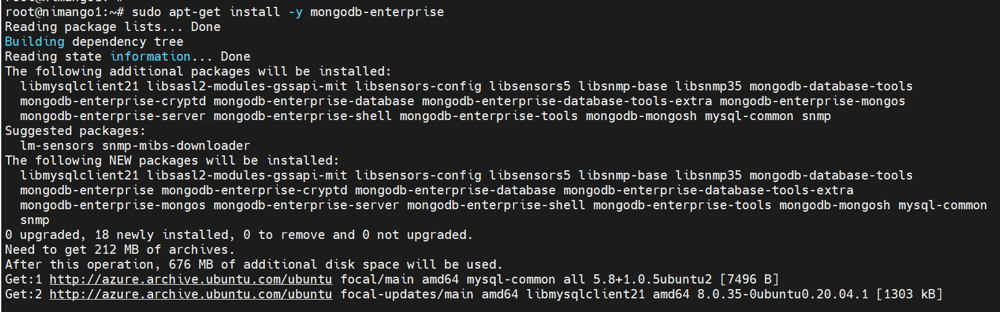 root@nimango1:~# sudo apt-get install -y mongodb-enterprise
Reading package lists... Done
Building dependency tree
Reading state information... Done
The following additional packages will be installed:
  libmysqlclient21 libsasl2-modules-gssapi-mit libsensors-config libsensors5 libsnmp-base libsnmp35 mongodb-database-tools
  mongodb-enterprise-cryptd mongodb-enterprise-database mongodb-enterprise-database-tools-extra mongodb-enterprise-mongos
  mongodb-enterprise-server mongodb-enterprise-shell mongodb-enterprise-tools mongodb-mongosh mysql-common snmp
Suggested packages:
  lm-sensors snmp-mibs-downloader
The following NEW packages will be installed:
  libmysqlclient21 libsasl2-modules-gssapi-mit libsensors-config libsensors5 libsnmp-base libsnmp35 mongodb-database-tools
  mongodb-enterprise mongodb-enterprise-cryptd mongodb-enterprise-database mongodb-enterprise-database-tools-extra
  mongodb-enterprise-mongos mongodb-enterprise-server mongodb-enterprise-shell mongodb-enterprise-tools mongodb-mongosh mysql-common
  snmp
0 upgraded, 18 newly installed, 0 to remove and 0 not upgraded.
Need to get 212 MB of archives.
After this operation, 676 MB of additional disk space will be used.
Get:1 http://azure.archive.ubuntu.com/ubuntu focal/main amd64 mysql-common all 5.8+1.0.5ubuntu2 [7496 B]
Get:2 http://azure.archive.ubuntu.com/ubuntu focal-updates/main amd64 libmysqlclient21 amd64 8.0.35-0ubuntu0.20.04.1 [1303 kB]